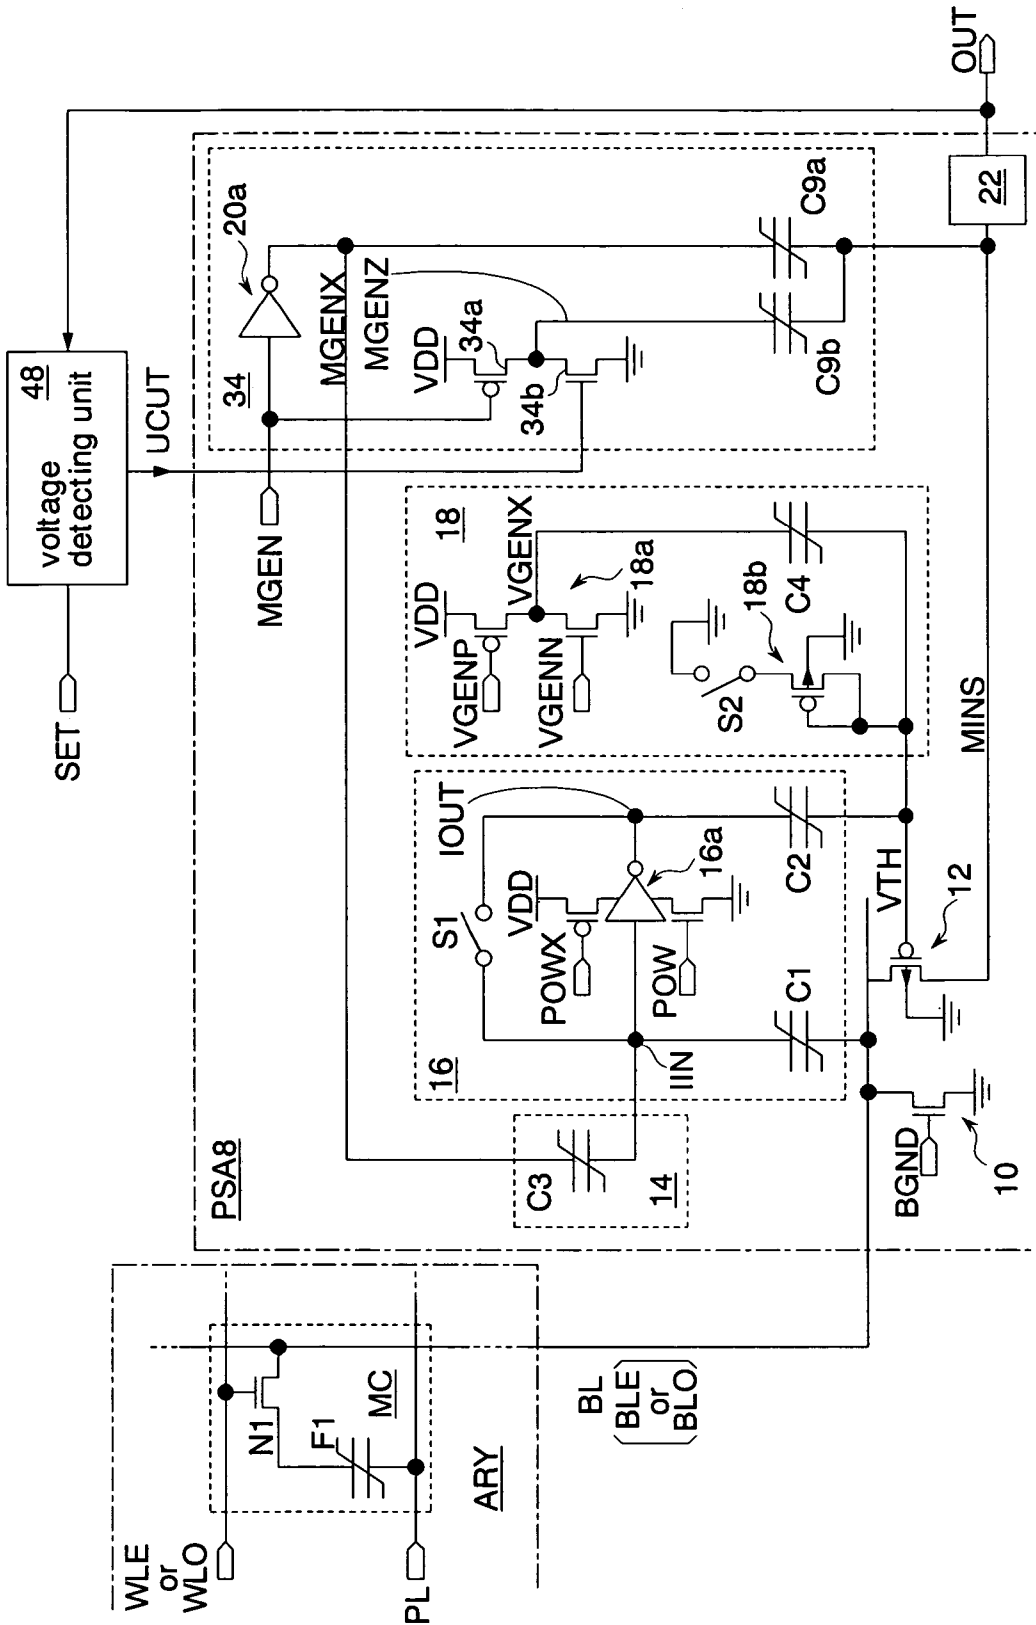 WLE
or
WLO
PL
N1
F1
MC
ARY
BL
BLE
or
BLO
SET
48
voltage
detecting unit
UCUT
PSA8
MGEN
34
20a
MGENX
MGENZ
VDD
34a
34b
C9a
C9b
C3
14
16
S1
IOUT
VDD
POWX
POW
16a
IIN
C1
C2
18
VDD
VGENP
VGENX
VGENN
18a
S2
18b
C4
BGND
10
VTH
12
MINS
22
OUT